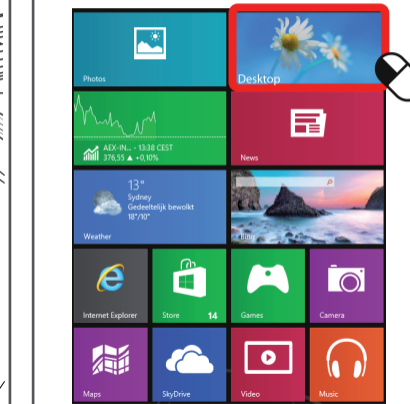 Photos
Desktop
AEX-IN... - 13:38 CEST
376,55 ▲ +0,10%
News
13°
Sydney
Gedeeltelijk bewolkt
18°/10°
Weather
Bing
Internet Explorer
Store
14
Games
Camera
Maps
SkyDrive
Video
Music